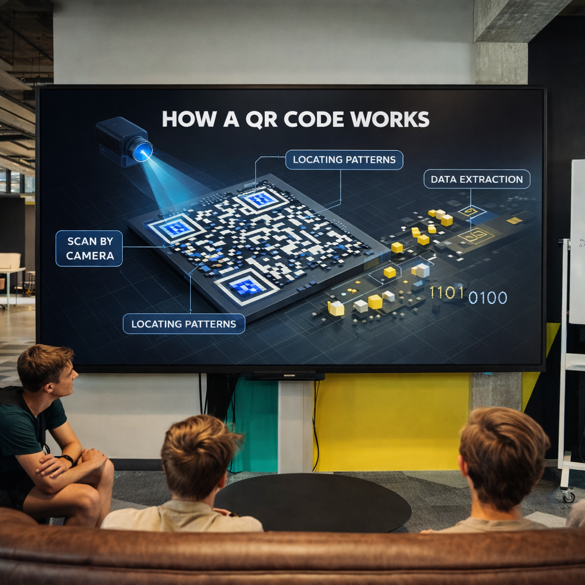 HOW A QR CODE WORKS
LOCATING PATTERNS
DATA EXTRACTION
SCAN BY
CAMERA
1101 0100
LOCATING PATTERNS